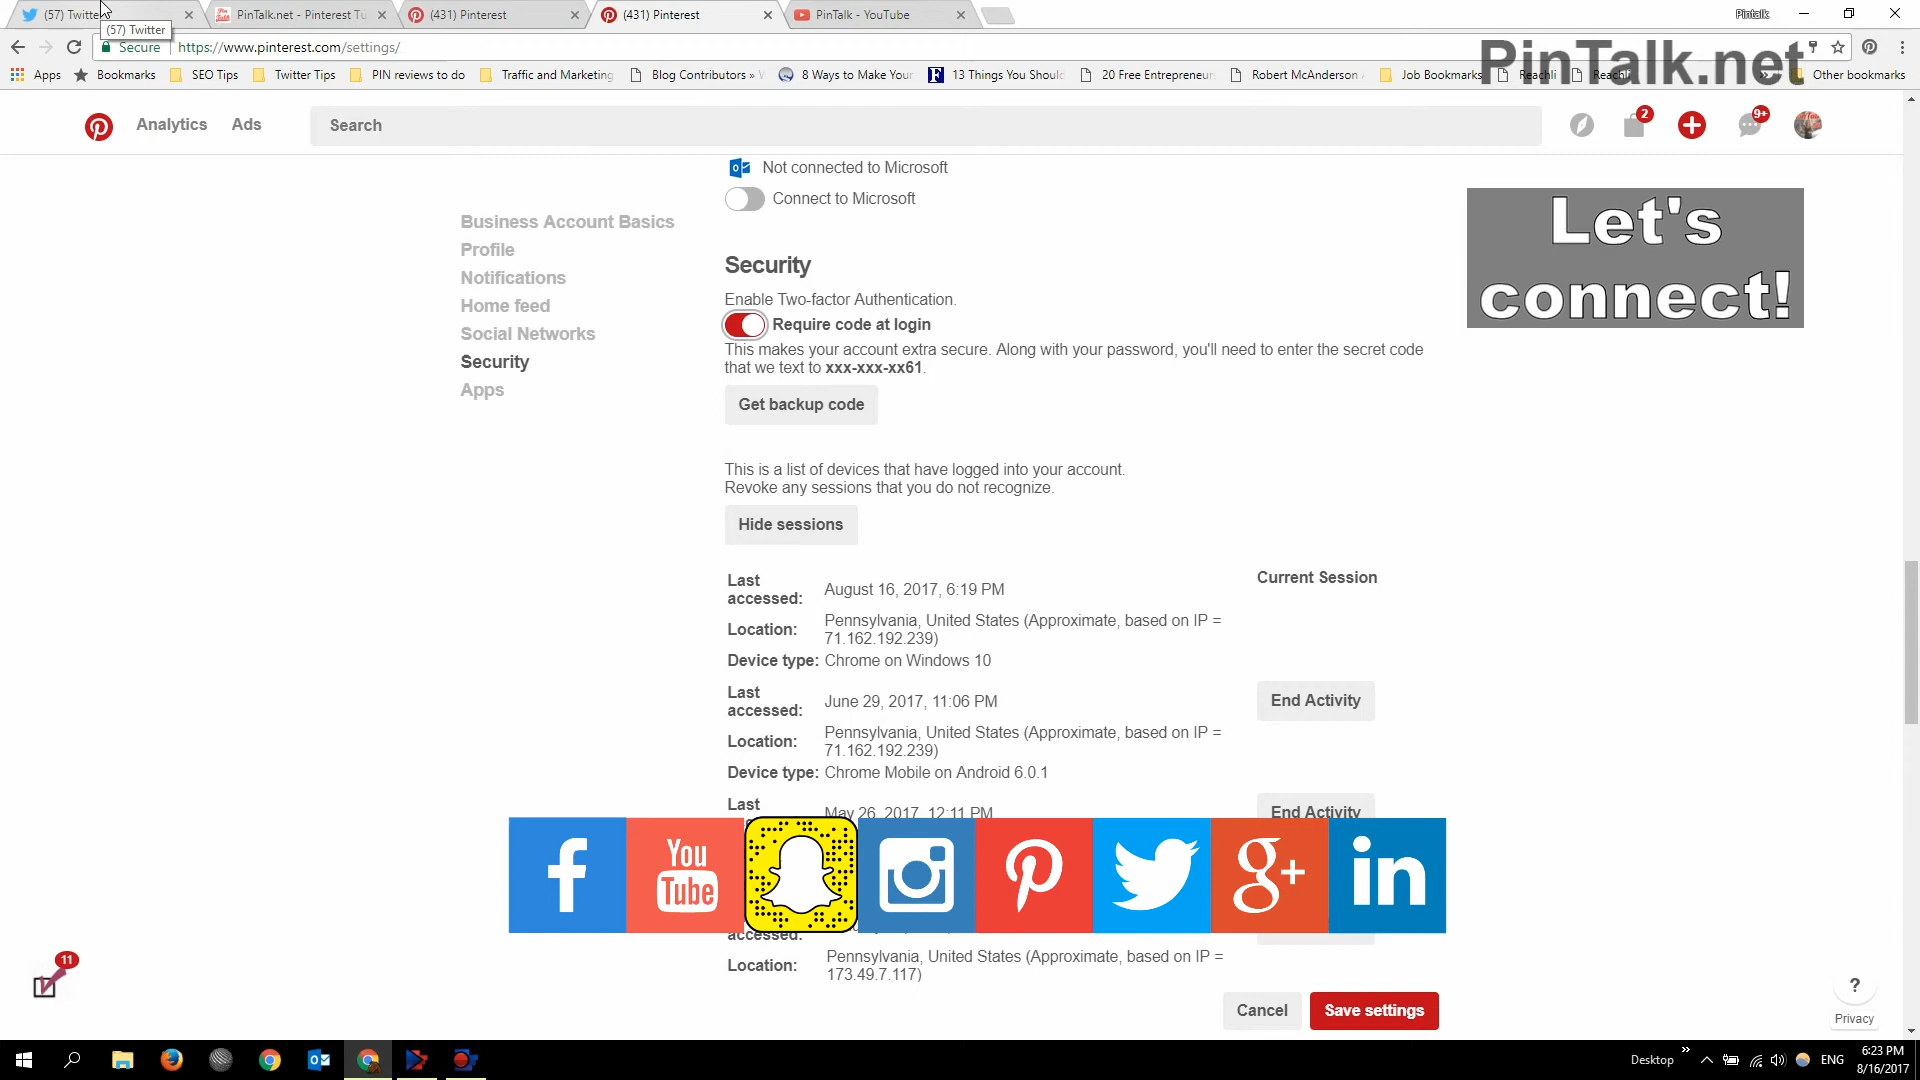 (57) Twitter
PinTalk.net - Pinterest Tu
(431) Pinterest
(431) Pinterest
PinTalk - YouTube
Pintalk
(57) Twitter
Secure
https://www.pinterest.com/settings/
PinTalk.net
Apps
Bookmarks
SEO Tips
Twitter Tips
PIN reviews to do
Traffic and Marketing
Blog Contributors »
8 Ways to Make Your
13 Things You Should
20 Free Entrepreneur
Robert McAnderson
Job Bookmarks
Reachli
Reachli
Other bookmarks
Analytics
Ads
Search
2
9+
Not connected to Microsoft
Connect to Microsoft
Let's
connect!
Business Account Basics
Profile
Notifications
Home feed
Social Networks
Security
Apps
Security
Enable Two-factor Authentication.
Require code at login
This makes your account extra secure. Along with your password, you'll need to enter the secret code
that we text to xxx-xxx-xx61.
Get backup code
This is a list of devices that have logged into your account.
Revoke any sessions that you do not recognize.
Hide sessions
Last
accessed:
August 16, 2017, 6:19 PM
Current Session
Location:
Pennsylvania, United States (Approximate, based on IP =
71.162.192.239)
Device type: Chrome on Windows 10
Last
accessed:
June 29, 2017, 11:06 PM
End Activity
Location:
Pennsylvania, United States (Approximate, based on IP =
71.162.192.239)
Device type: Chrome Mobile on Android 6.0.1
Last
May 26, 2017, 12:11 PM
End Activity
f
You
Tube
g+
in
accessed:
Location:
Pennsylvania, United States (Approximate, based on IP =
173.49.7.117)
11
Cancel
Save settings
?
Privacy
Desktop
ENG
6:23 PM
8/16/2017